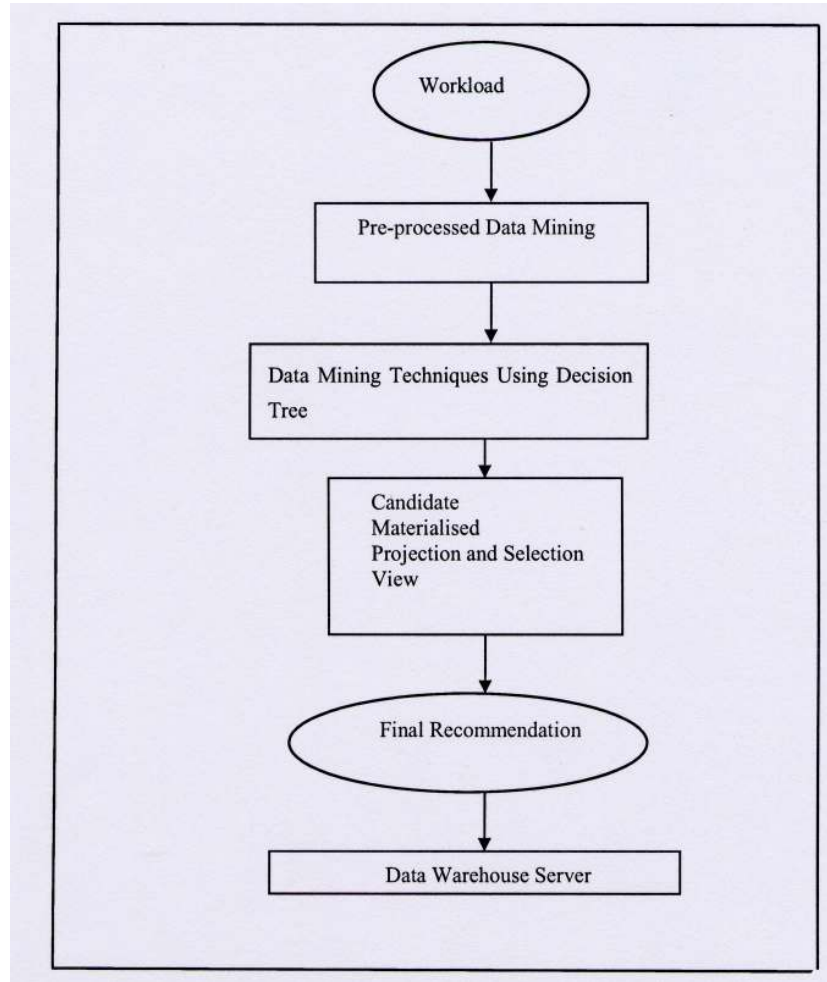 Workload
Pre-processed Data Mining
Data Mining Techniques Using Decision
Tree
Candidate
Materialised
Projection and Selection
View
Final Recommendation
Data Warehouse Server